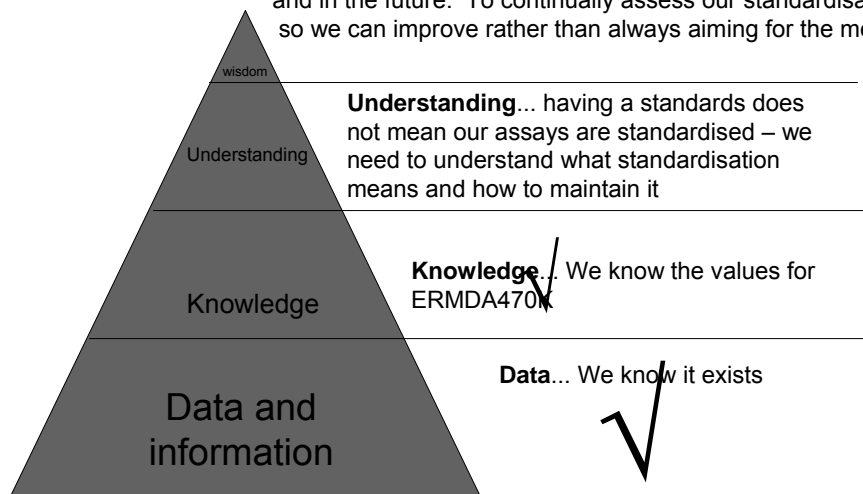 and in the future. To continually assess our standardisa
so we can improve rather than always aiming for the me
wisdom
Understanding... having a standards does
not mean our assays are standardised – we
need to understand what standardisation
means and how to maintain it
Understanding
Knowledge... We know the values for
ERMDA470K
Knowledge
Data... We know it exists
Data and
information